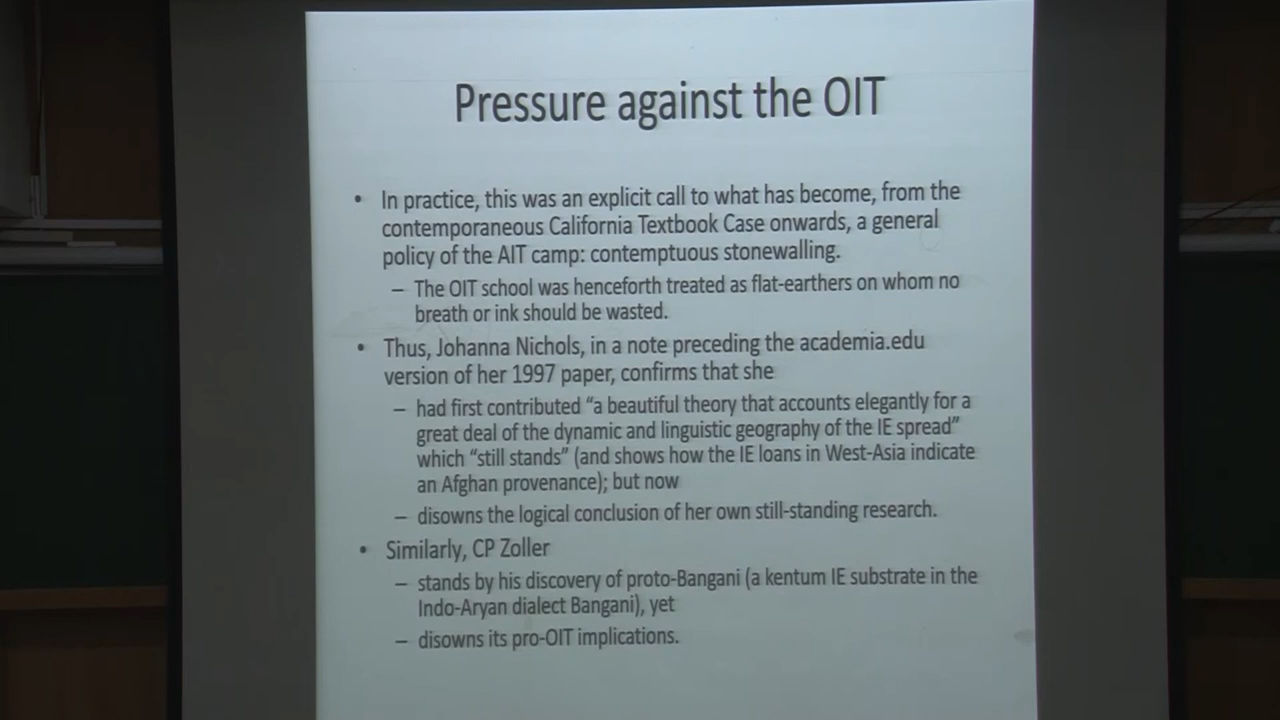 Pressure against the OIT
• In practice, this was an explicit call to what has become, from the
contemporaneous California Textbook Case onwards, a general
policy of the AIT camp: contemptuous stonewalling.
– The OIT school was henceforth treated as flat-earthers on whom no
breath or ink should be wasted.
• Thus, Johanna Nichols, in a note preceding the academia.edu
version of her 1997 paper, confirms that she
– had first contributed “a beautiful theory that accounts elegantly for a
great deal of the dynamic and linguistic geography of the IE spread”
which “still stands” (and shows how the IE loans in West-Asia indicate
an Afghan provenance); but now
– disowns the logical conclusion of her own still-standing research.
• Similarly, CP Zoller
– stands by his discovery of proto-Bangani (a kentum IE substrate in the
Indo-Aryan dialect Bangani), yet
– disowns its pro-OIT implications.